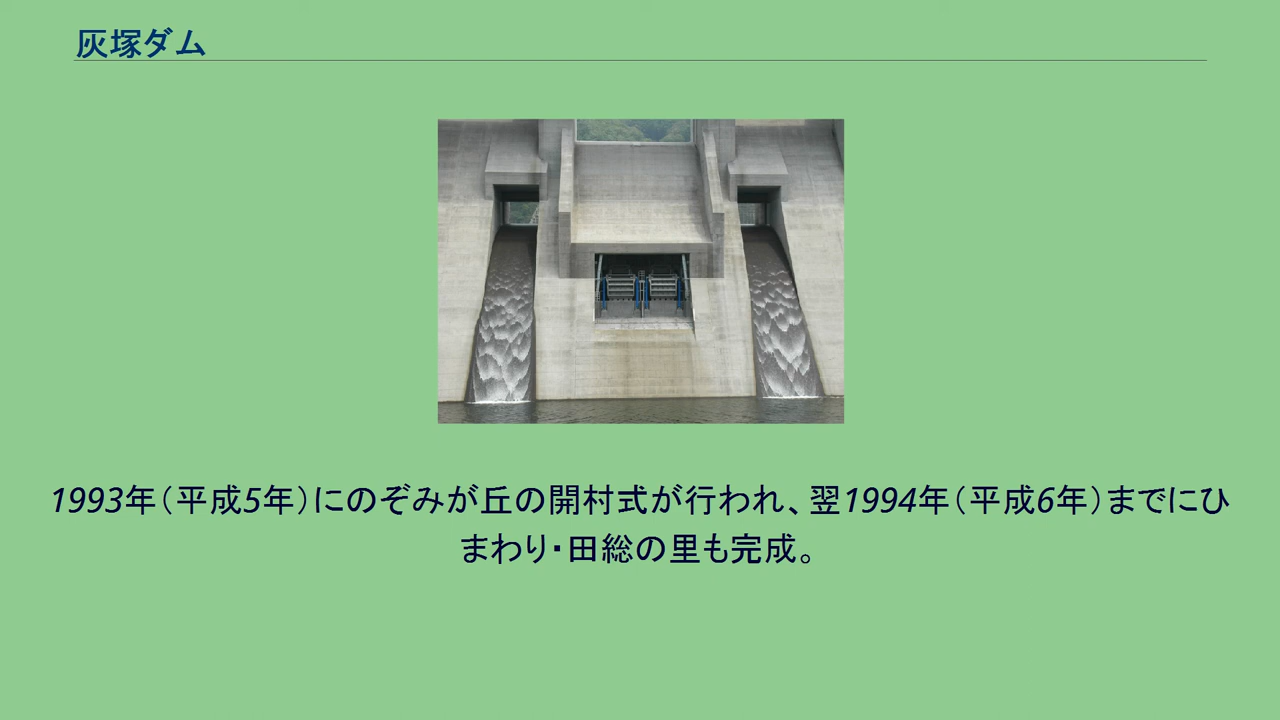 灰塚ダム
1993年（平成5年）にのぞみが丘の開村式が行われ、翌1994年（平成6年）までにひ
まわり・田総の里も完成。